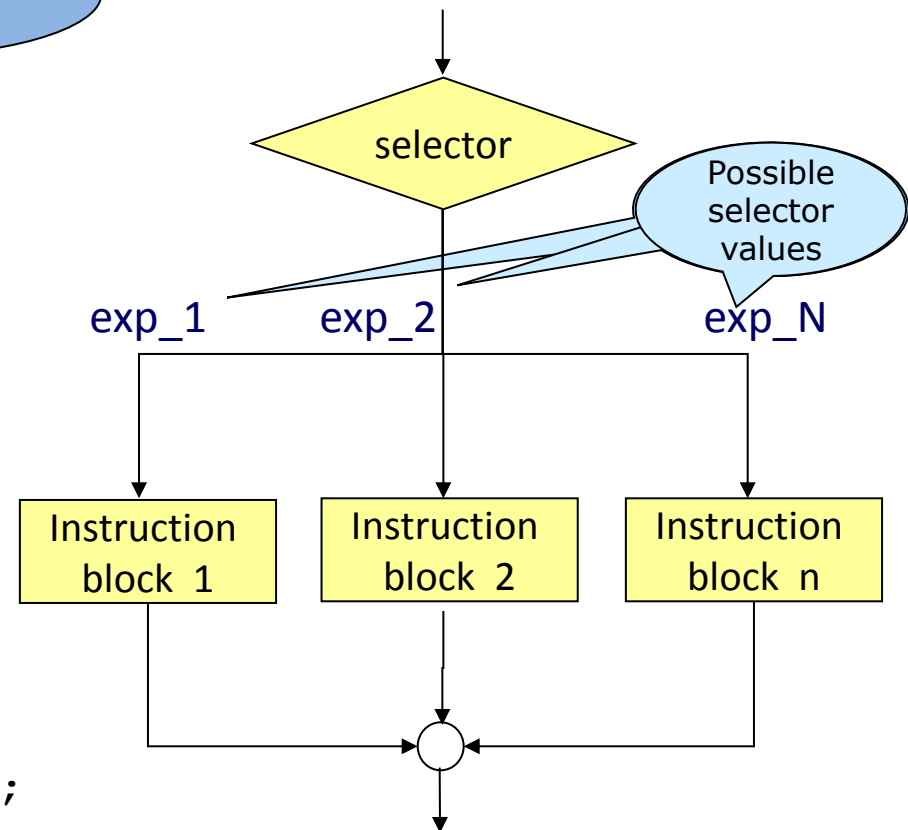 selector
Possible
selector
values
exp_1 exp_2 exp_N
Instruction
block 1
Instruction
block 2
Instruction
block n
;